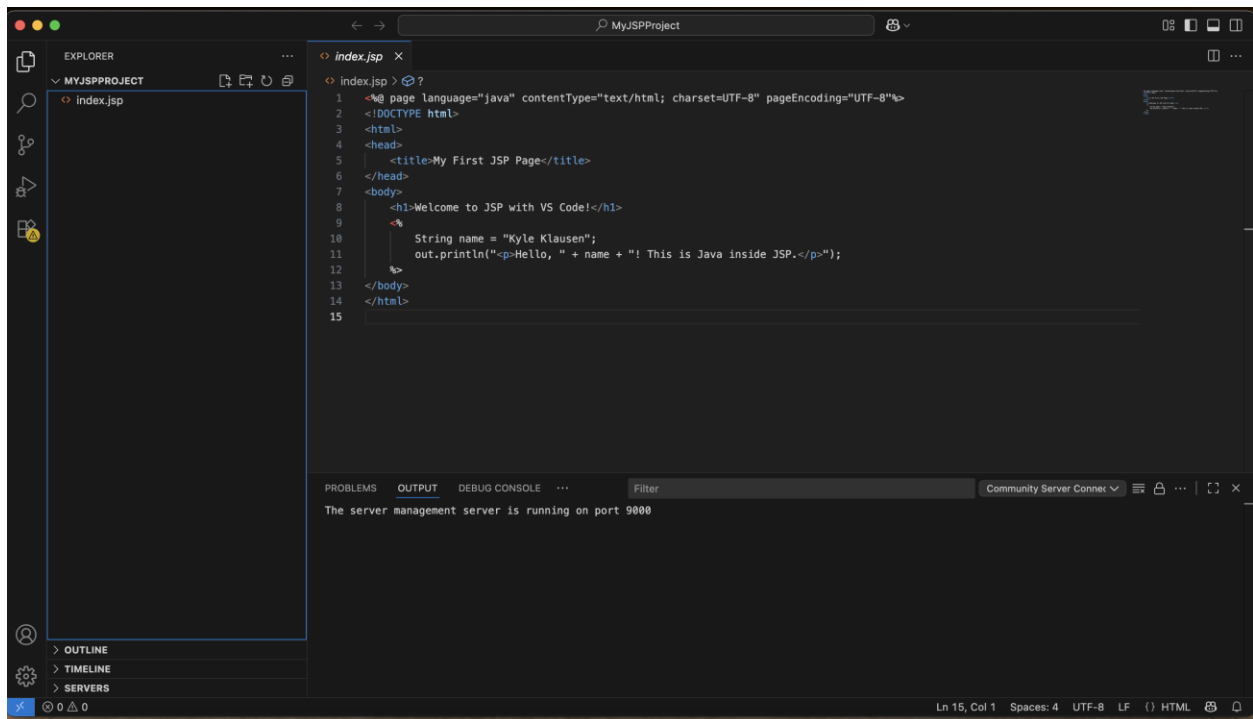 MyJSPProject
EXPLORER
MYJSPPROJECT
index.jsp
index.jsp
index.jsp > ?
1 <%@ page language="java" contentType="text/html; charset=UTF-8" pageEncoding="UTF-8"%>
2 <!DOCTYPE html>
3 <html>
4 <head>
5 <title>My First JSP Page</title>
6 </head>
7 <body>
8 <h1>Welcome to JSP with VS Code!</h1>
9 <%
10 String name = "Kyle Klausen";
11 out.println("<p>Hello, " + name + "! This is Java inside JSP.</p>");
12 %>
13 </body>
14 </html>
15
PROBLEMS OUTPUT DEBUG CONSOLE ··· Filter Community Server Connec
The server management server is running on port 9000
OUTLINE
TIMELINE
SERVERS
0 0 Ln 15, Col 1 Spaces: 4 UTF-8 LF {} HTML